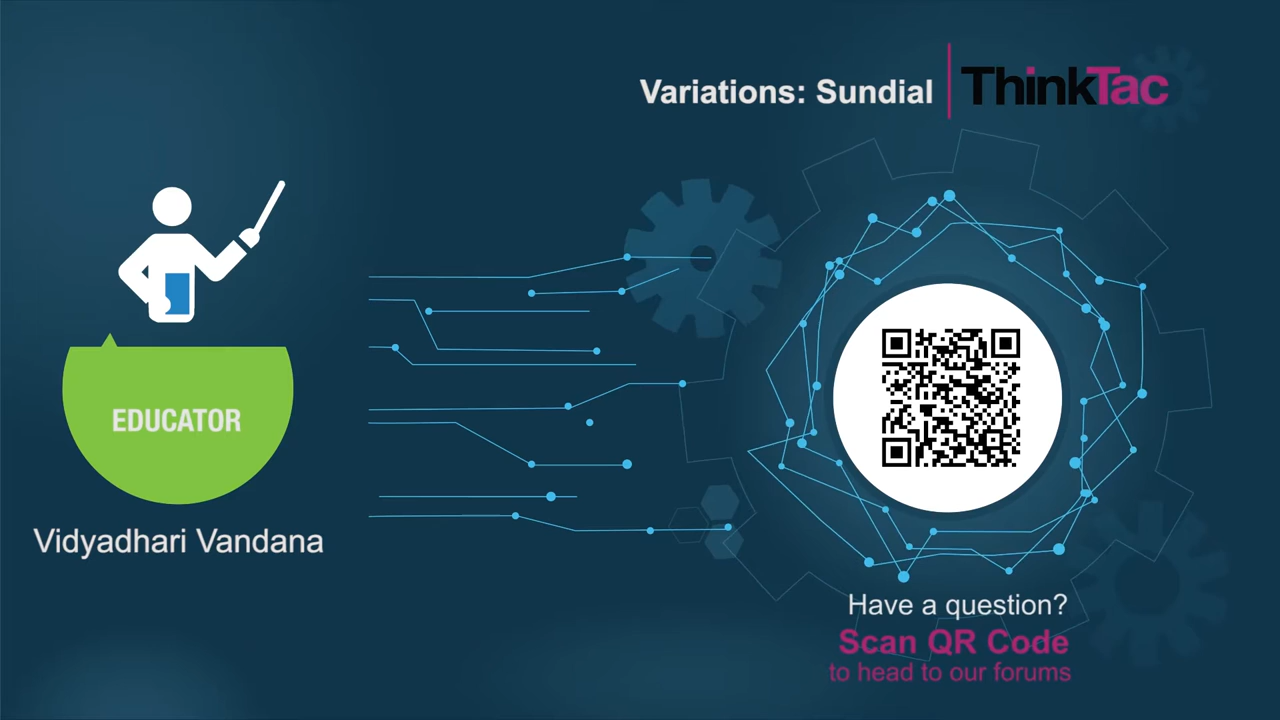 Variations: Sundial
ThinkTac
EDUCATOR
Vidyadhari Vandana
Have a question?
Scan QR Code
to head to our forums